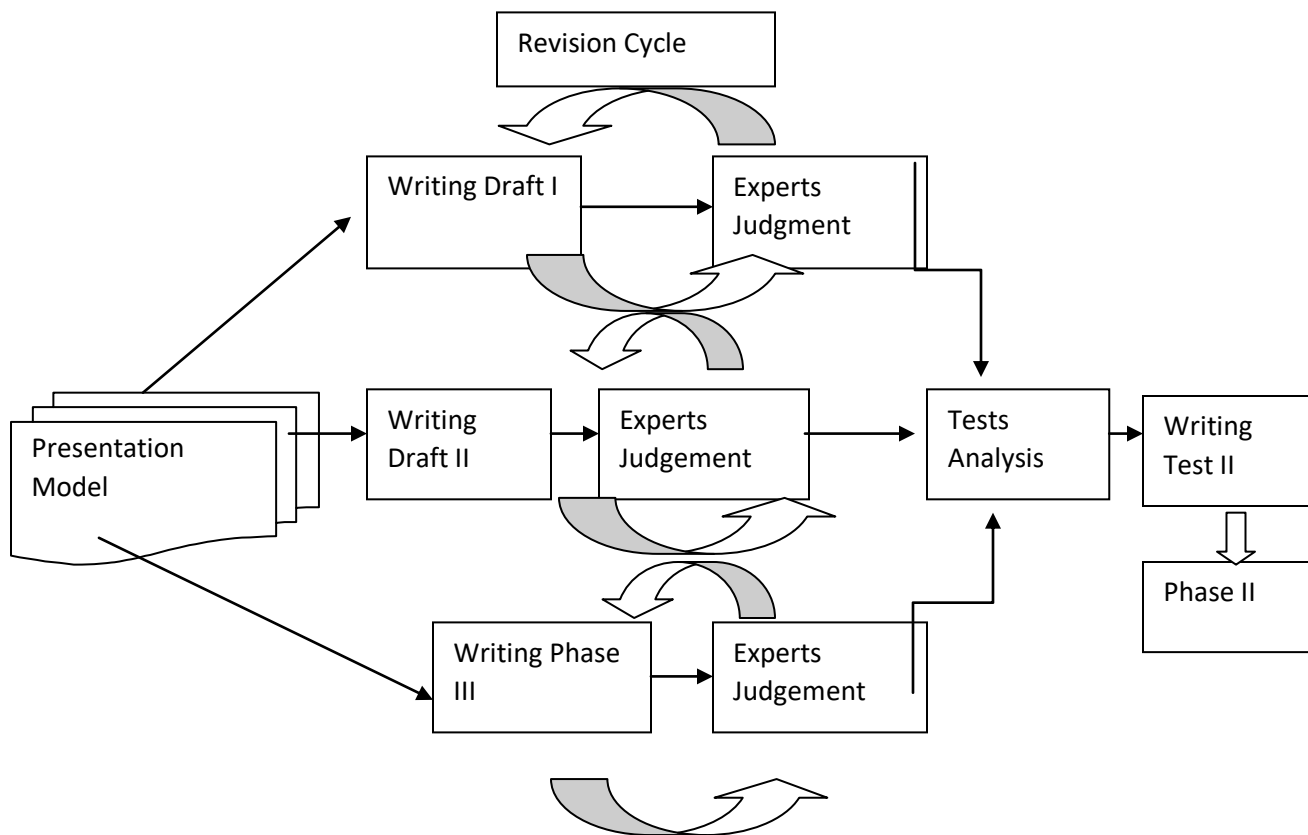 Revision Cycle
Writing Draft I
Experts
Judgment
Presentation
Model
Writing
Draft II
Experts
Judgement
Tests
Analysis
Writing
Test II
Phase II
Writing Phase
III
Experts
Judgement